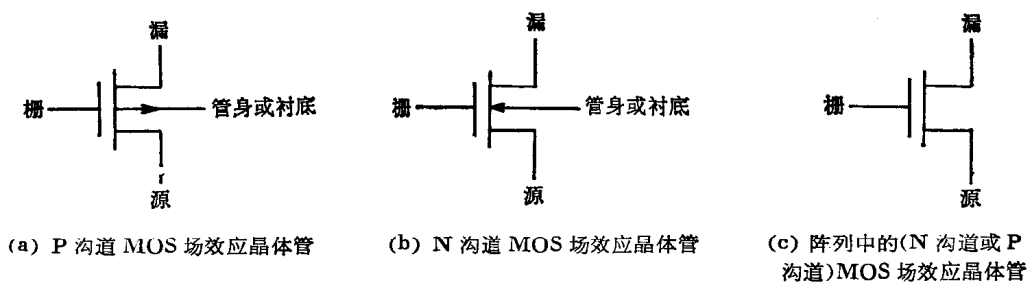 漏
漏
漏
栅
管身或衬底
栅
管身或衬底
栅
源
源
源
(a) P 沟道 MOS 场效应晶体管
(b) N 沟道 MOS 场效应晶体管
(c) 阵列中的(N 沟道或 P
沟道)MOS 场效应晶体管